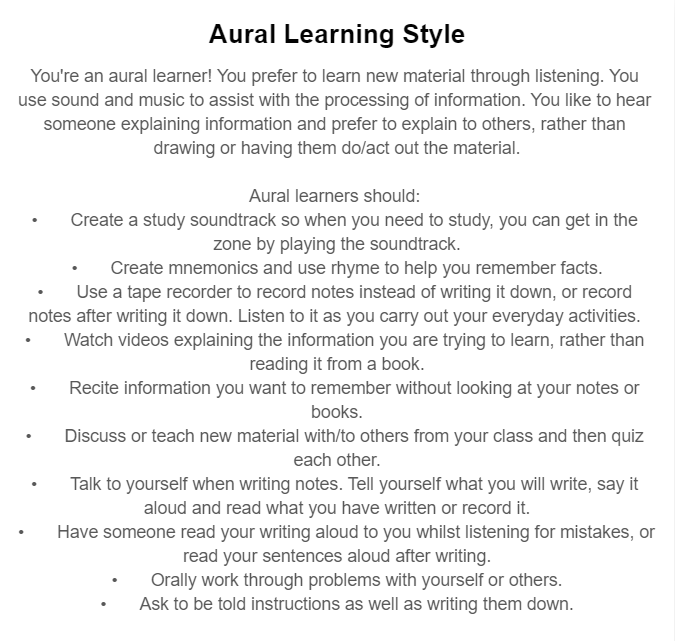 Aural Learning Style
You're an aural learner! You prefer to learn new material through listening. You
use sound and music to assist with the processing of information. You like to hear
someone explaining information and prefer to explain to others, rather than
drawing or having them do/act out the material.
Aural learners should:
• Create a study soundtrack so when you need to study, you can get in the
zone by playing the soundtrack.
• Create mnemonics and use rhyme to help you remember facts.
• Use a tape recorder to record notes instead of writing it down, or record
notes after writing it down. Listen to it as you carry out your everyday activities.
• Watch videos explaining the information you are trying to learn, rather than
reading it from a book.
• Recite information you want to remember without looking at your notes or
books.
• Discuss or teach new material with/to others from your class and then quiz
each other.
• Talk to yourself when writing notes. Tell yourself what you will write, say it
aloud and read what you have written or record it.
• Have someone read your writing aloud to you whilst listening for mistakes, or
read your sentences aloud after writing.
• Orally work through problems with yourself or others.
• Ask to be told instructions as well as writing them down.